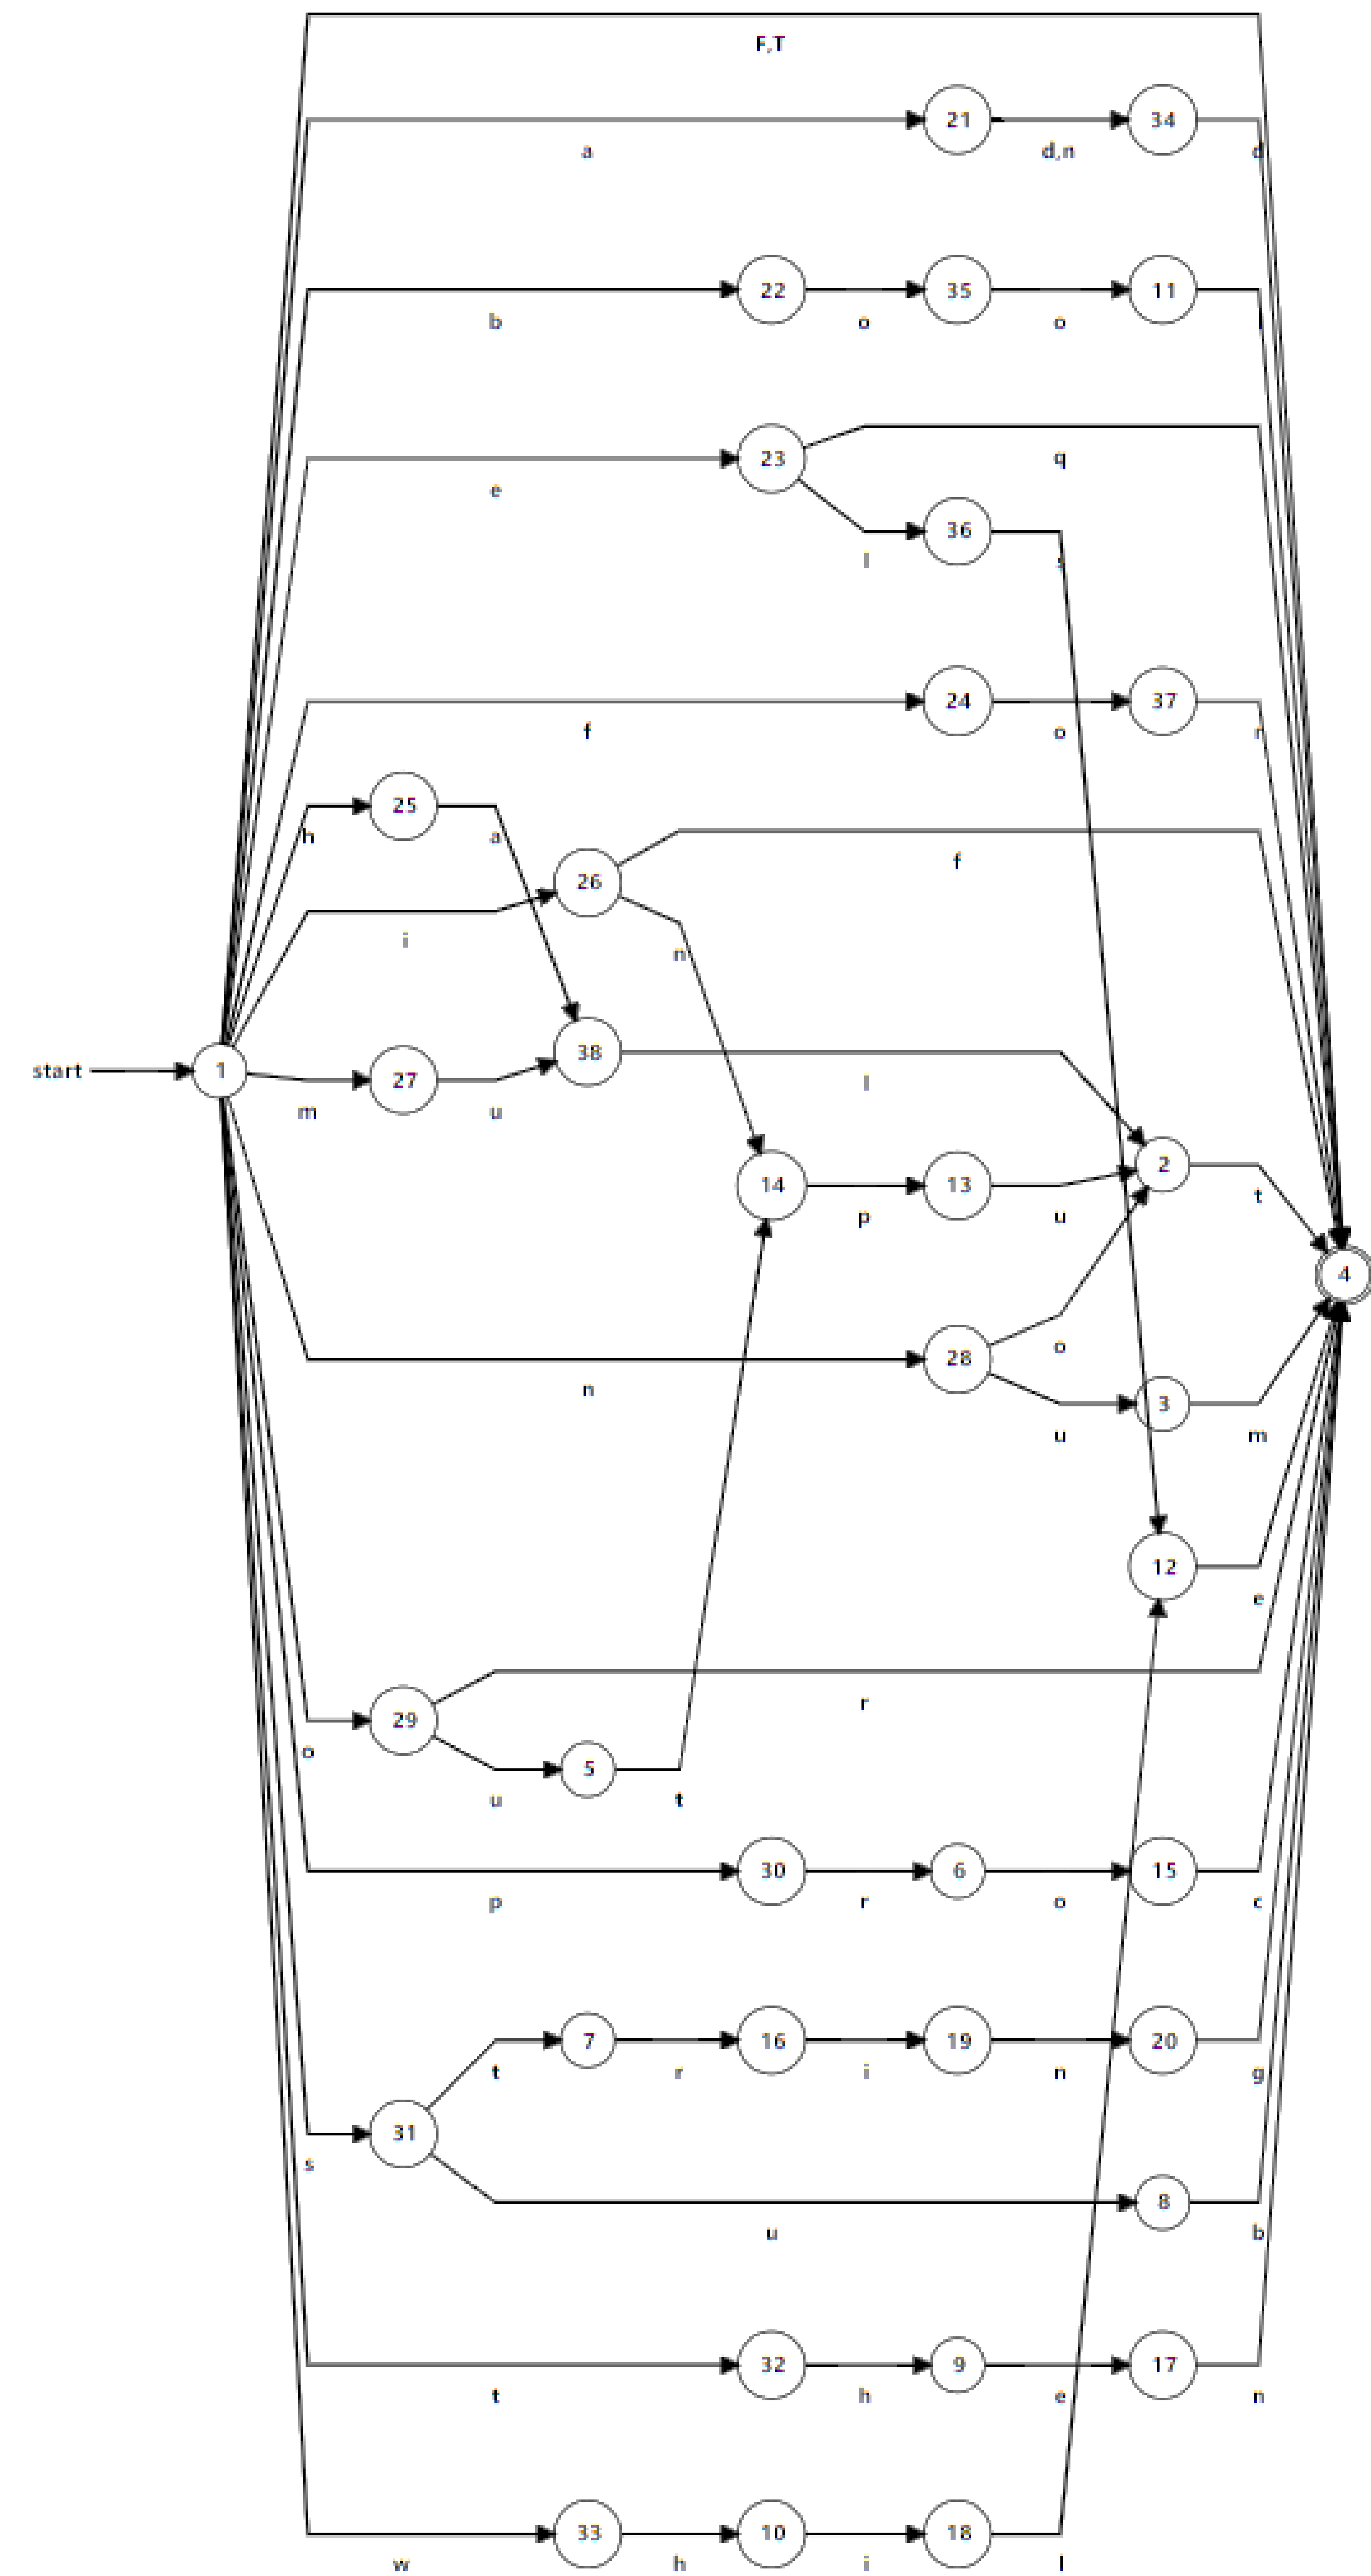 F,T
21 34
a d,n d
22 35 11
b o o
23
e q
36
l
24 37
f o r
25
h a
26
f
i
n
38
start 1 27
m u l
2
14 13
p u t
28
n o
3
u m
12
e
r
29
o
5
u t
30 6 15
p r o c
7 16 19 20
t r i n g
31
s
8
u b
32 9 17
t h e n
33 10 18
w h i l
4